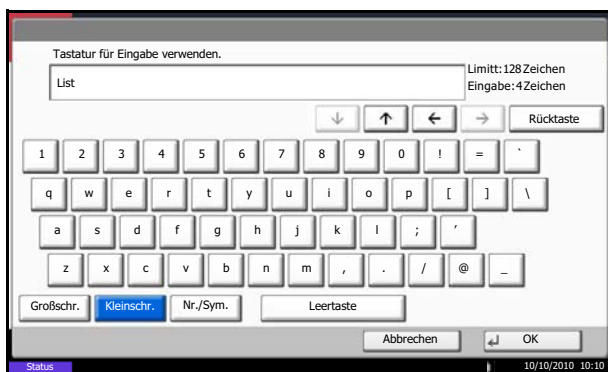 Tastatur für Eingabe verwenden.
List
Limitt:128Zeichen
Eingabe:4Zeichen
Rücktaste
1 2 3 4 5 6 7 8 9 0 ! = `
q w e r t y u i o p [ ] \
a s d f g h j k l ; '
z x c v b n m , . / @ _
Großschr. Kleinschr. Nr./Sym. Leertaste
Abbrechen OK
Status 10/10/2010 10:10